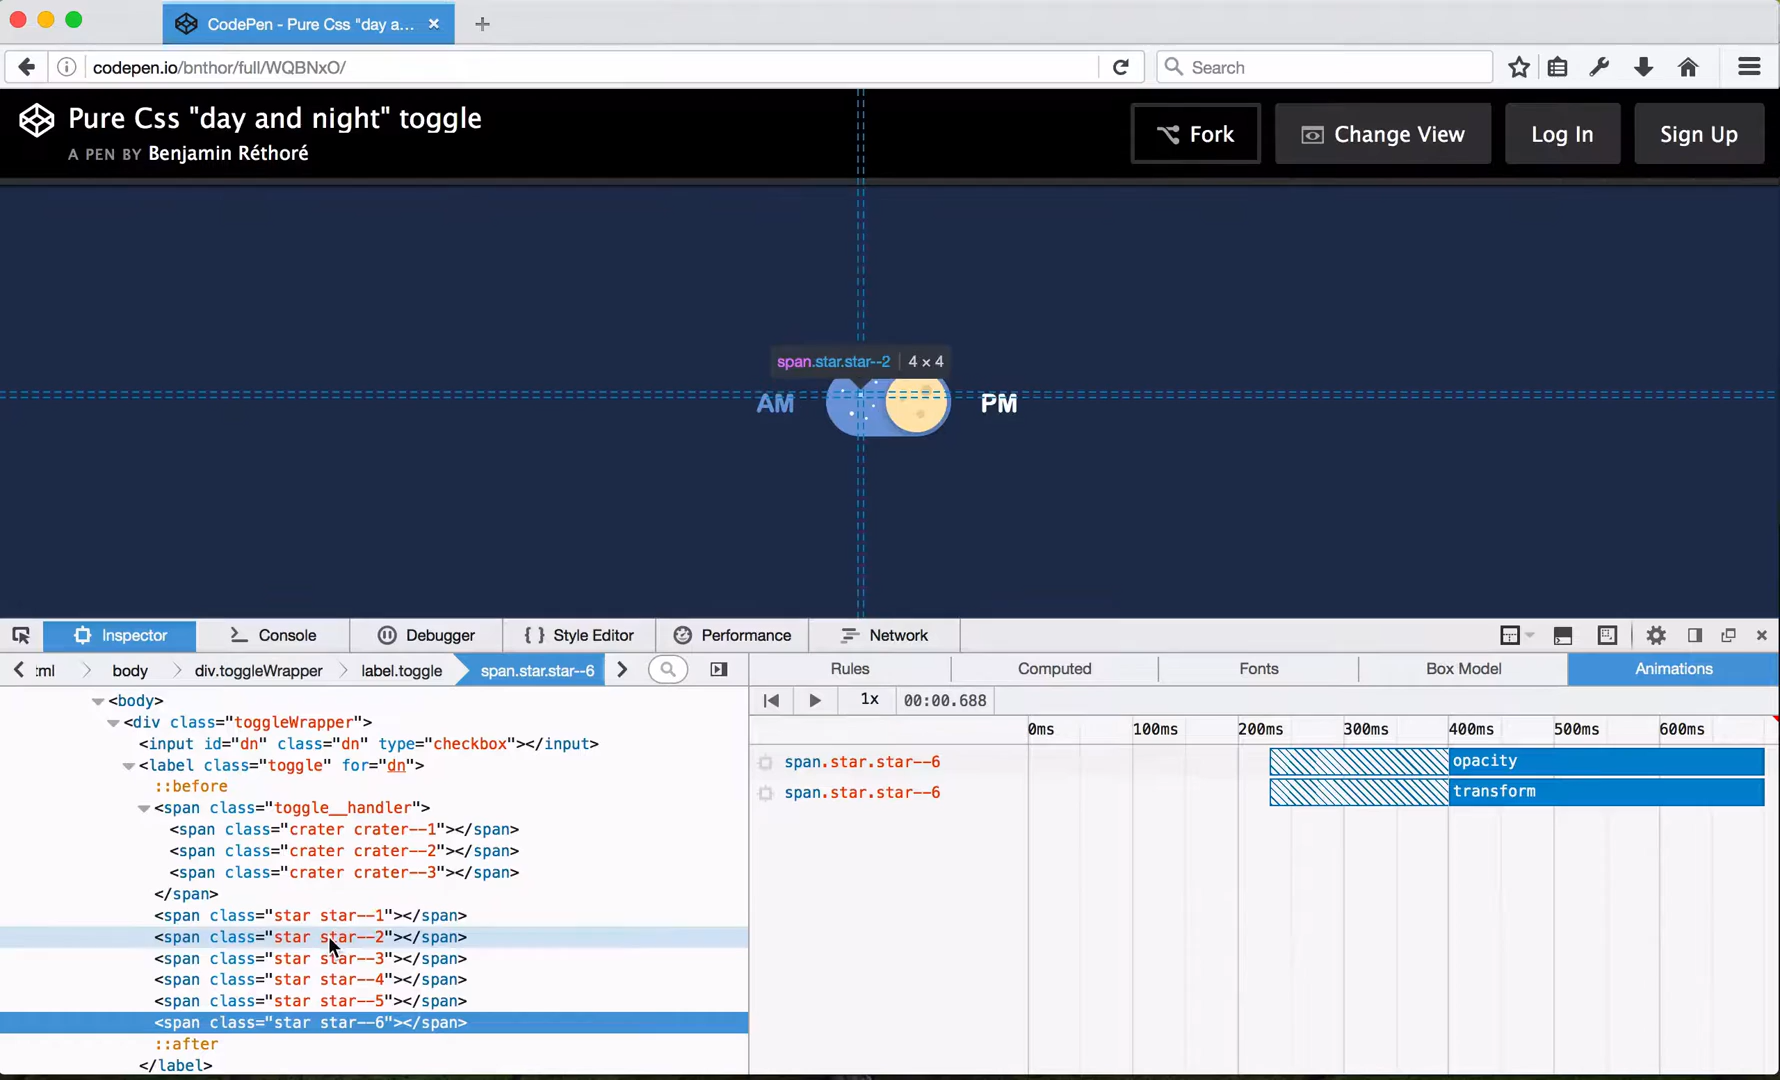 CodePen - Pure Css "day a...
codepen.io/bnthor/full/WQBNxO/
Search
Pure Css "day and night" toggle
A PEN BY Benjamin Réthoré
Fork
Change View
Log In
Sign Up
span.star.star--2 | 4 × 4
AM
PM
Inspector
Console
Debugger
{ } Style Editor
Performance
Network
tml
body
div.toggleWrapper
label.toggle
span.star.star--6
Rules
Computed
Fonts
Box Model
Animations
<body>
<div class="toggleWrapper">
<input id="dn" class="dn" type="checkbox"></input>
<label class="toggle" for="dn">
::before
<span class="toggle__handler">
<span class="crater crater--1"></span>
<span class="crater crater--2"></span>
<span class="crater crater--3"></span>
</span>
<span class="star star--1"></span>
<span class="star star--2"></span>
<span class="star star--3"></span>
<span class="star star--4"></span>
<span class="star star--5"></span>
<span class="star star--6"></span>
::after
</label>
1x
00:00.688
0ms 100ms 200ms 300ms 400ms 500ms 600ms
span.star.star--6
opacity
span.star.star--6
transform